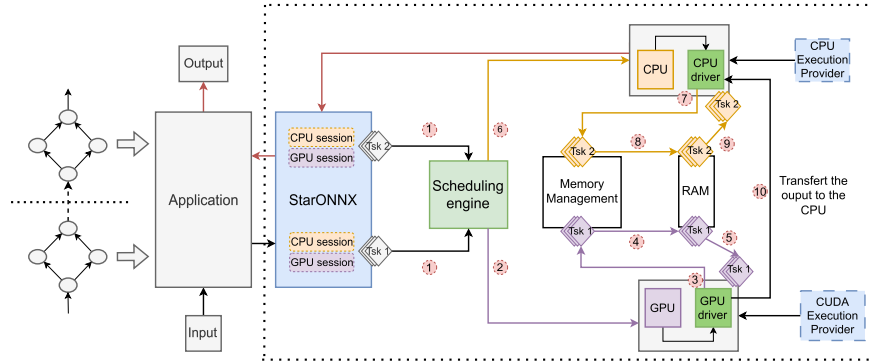 Output
Application
Input
CPU session
GPU session
StarONNX
CPU session
GPU session
Tsk 2
Tsk 1
1
1
Scheduling
engine
6
2
CPU
CPU
driver
CPU
Execution
Provider
7
Tsk 2
8
Tsk 2
9
Tsk 2
Memory
Management
RAM
10
Transfert the
ouput to the
CPU
Tsk 1
4
Tsk 1
5
Tsk 1
3
GPU
GPU
driver
CUDA
Execution
Provider